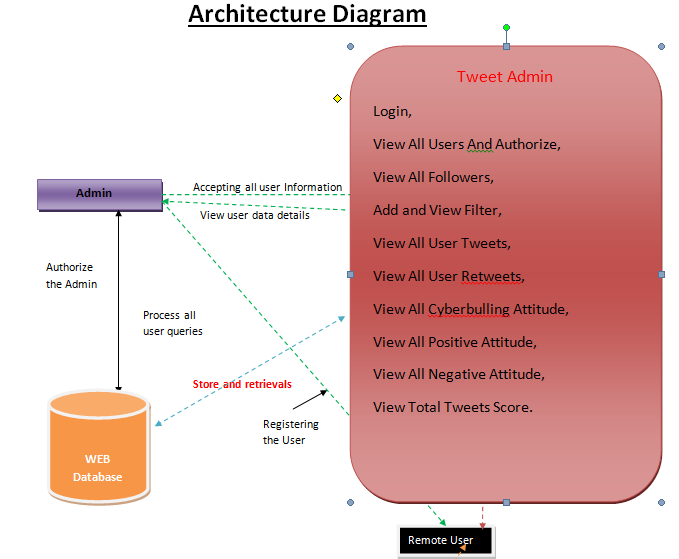 Architecture Diagram
Tweet Admin
Login,
View All Users And Authorize,
View All Followers,
Add and View Filter,
View All User Tweets,
View All User Retweets,
View All Cyberbulling Attitude,
View All Positive Attitude,
View All Negative Attitude,
View Total Tweets Score.
Admin
Accepting all user Information
View user data details
Authorize
the Admin
Process all
user queries
Store and retrievals
Registering
the User
WEB
Database
Remote User